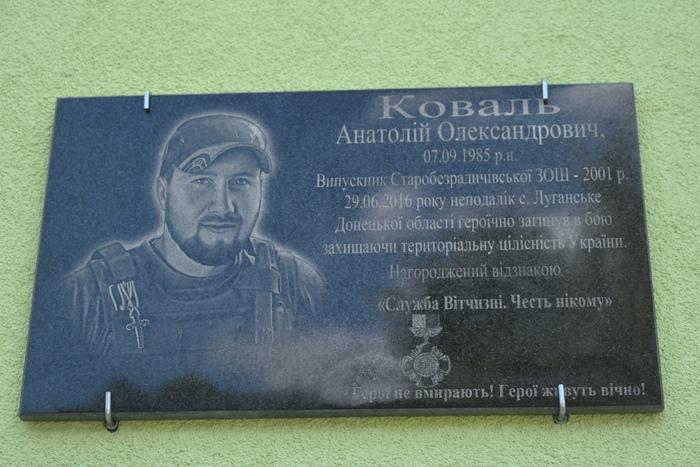 Коваль
Анатолій Олександрович,
07.09.1985 р.н.
Випускник Старобезрадичівської ЗОШ - 2001 р.
29.06.2016 року неподалік с. Луганське
Донецької області героїчно загинув в бою
захищаючи територіальну цілісність України.
Нагороджений відзнакою
«Служба Вітчизні. Честь нікому»
Герої не вмирають! Герої живуть вічно!